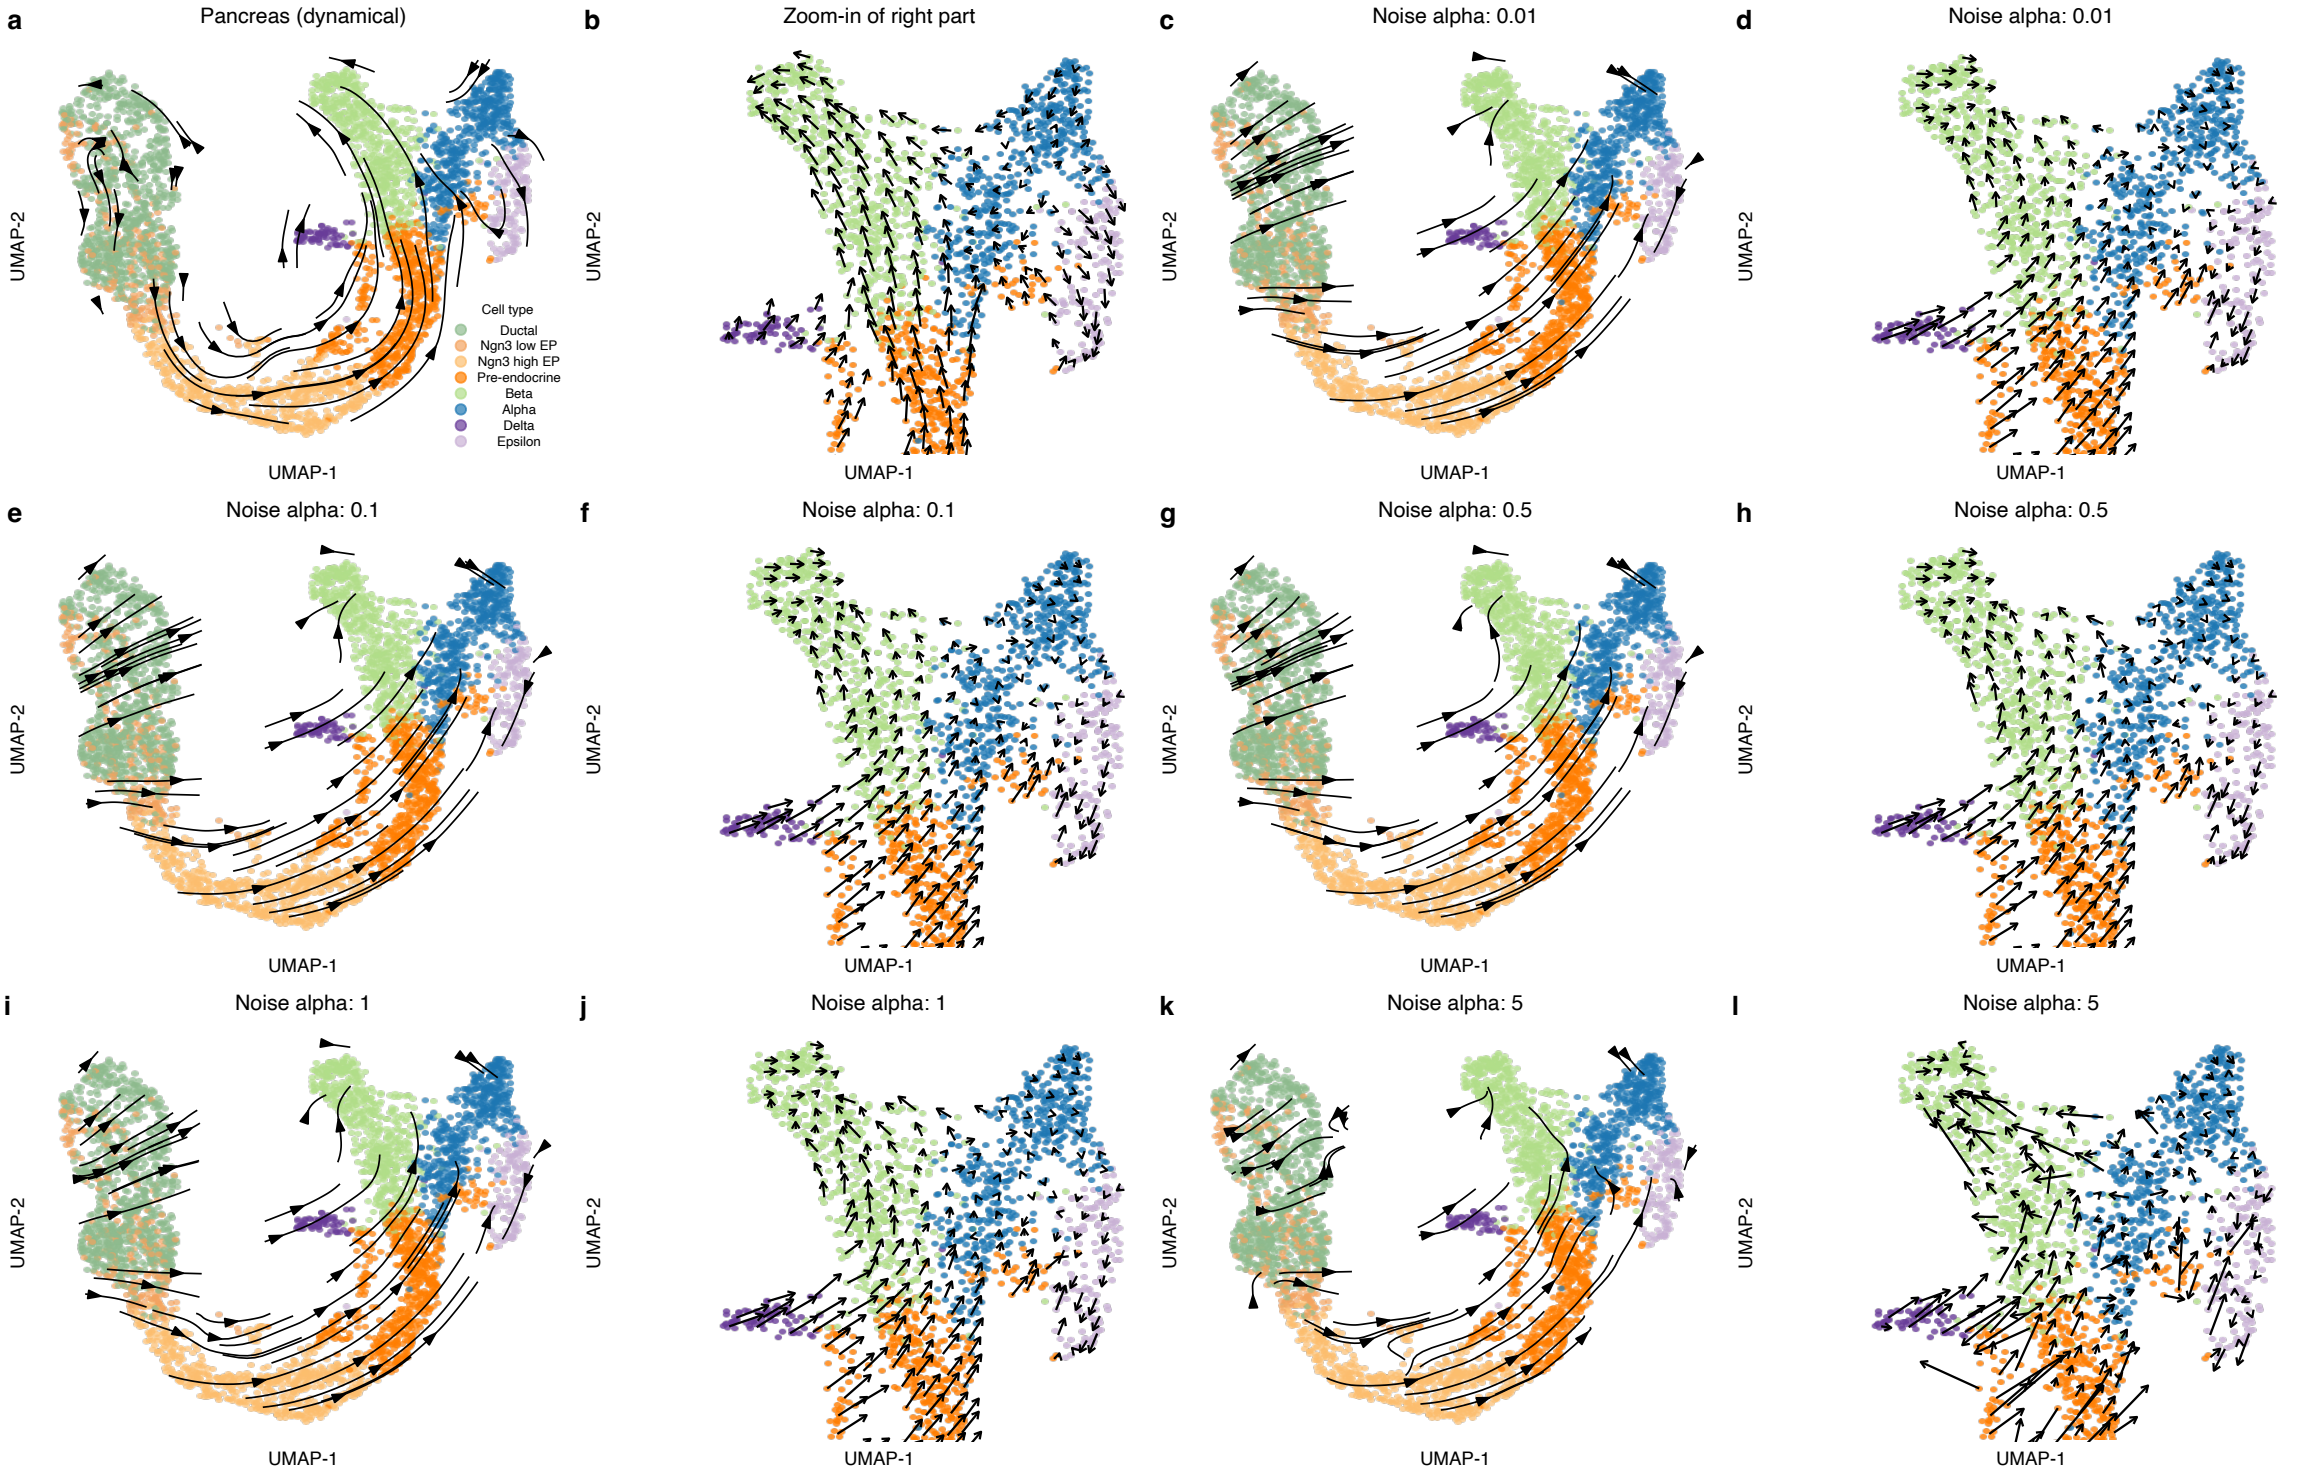 a
Pancreas (dynamical)
UMAP-2
UMAP-1
Cell type
Ductal
Ngn3 low EP
Ngn3 high EP
Pre-endocrine
Beta
Alpha
Delta
Epsilon
b
Zoom-in of right part
UMAP-2
UMAP-1
c
Noise alpha: 0.01
UMAP-2
UMAP-1
d
Noise alpha: 0.01
UMAP-2
UMAP-1
e
Noise alpha: 0.1
UMAP-2
UMAP-1
f
Noise alpha: 0.1
UMAP-2
UMAP-1
g
Noise alpha: 0.5
UMAP-2
UMAP-1
h
Noise alpha: 0.5
UMAP-2
UMAP-1
i
Noise alpha: 1
UMAP-2
UMAP-1
j
Noise alpha: 1
UMAP-2
UMAP-1
k
Noise alpha: 5
UMAP-2
UMAP-1
l
Noise alpha: 5
UMAP-2
UMAP-1